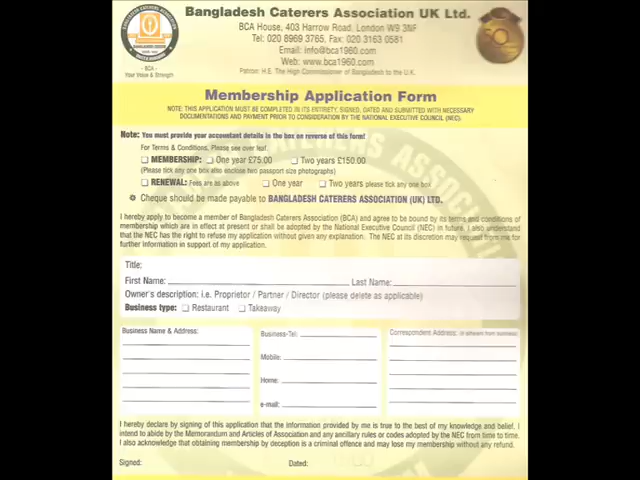 Bangladesh Caterers Association UK Ltd.
BCA House, 403 Harrow Road, London W9 3NF
Tel: 020 8969 3765, Fax: 020 3163 0581
Email: info@bca1960.com
Web: www.bca1960.com
Patron: H.E. The High Commissioner of Bangladesh to the U.K.
- BCA -
Your Voice & Strength
50
Membership Application Form
NOTE: THIS APPLICATION MUST BE COMPLETED IN ITS ENTIRETY, SIGNED, DATED AND SUBMITTED WITH NECESSARY
DOCUMENTATIONS AND PAYMENT PRIOR TO CONSIDERATION BY THE NATIONAL EXECUTIVE COUNCIL (NEC)
Note: You must provide your accountant details in the box on reverse of this form!
For Terms & Conditions, Please see over leaf.
MEMBERSHIP: One year £75.00 Two years £150.00
(Please tick any one box also enclose two passport size photographs)
RENEWAL: Fees are as above One year Two years please tick any one box
Cheque should be made payable to BANGLADESH CATERERS ASSOCIATION (UK) LTD.
I hereby apply to become a member of Bangladesh Caterers Association (BCA) and agree to be bound by its terms and conditions of
membership which are in effect at present or shall be adopted by the National Executive Council (NEC) in future. I also understand
that the NEC has the right to refuse my application without given any explanation. The NEC at its discretion may request from me for
further information in support of my application.
Title:
First Name: Last Name:
Owner's description: i.e. Proprietor / Partner / Director (please delete as applicable)
Business type: Restaurant Takeaway
Business Name & Address:
Business-Tel:
Mobile:
Home:
e-mail:
Correspondent Address: (if different from business)
I hereby declare by signing of this application that the information provided by me is true to the best of my knowledge and belief. I
intend to abide by the Memorandum and Articles of Association and any ancillary rules or codes adopted by the NEC from time to time.
I also acknowledge that obtaining membership by deception is a criminal offence and may lose my membership without any refund.
Signed: Dated: